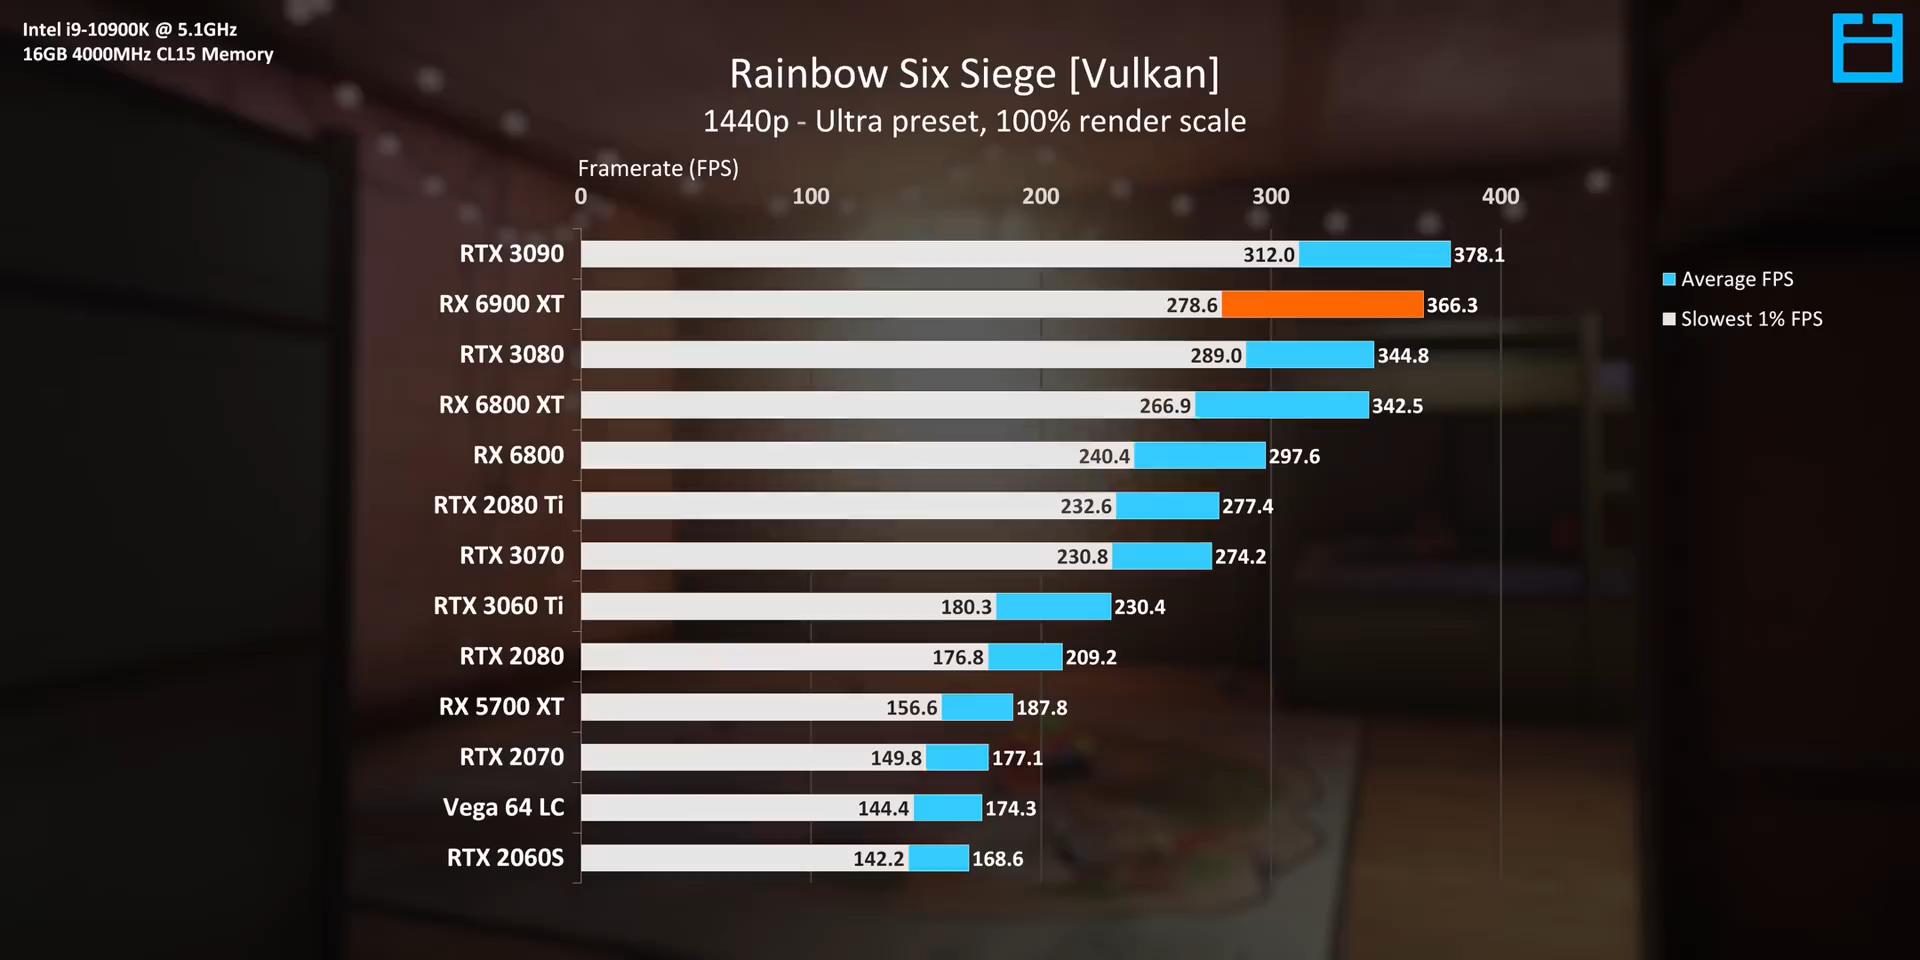 Intel i9-10900K @ 5.1GHz
16GB 4000MHz CL15 Memory
Rainbow Six Siege [Vulkan]
1440p - Ultra preset, 100% render scale
Framerate (FPS)
0 100 200 300 400
RTX 3090 312.0 378.1
RX 6900 XT 278.6 366.3
RTX 3080 289.0 344.8
RX 6800 XT 266.9 342.5
RX 6800 240.4 297.6
RTX 2080 Ti 232.6 277.4
RTX 3070 230.8 274.2
RTX 3060 Ti 180.3 230.4
RTX 2080 176.8 209.2
RX 5700 XT 156.6 187.8
RTX 2070 149.8 177.1
Vega 64 LC 144.4 174.3
RTX 2060S 142.2 168.6
Average FPS
Slowest 1% FPS